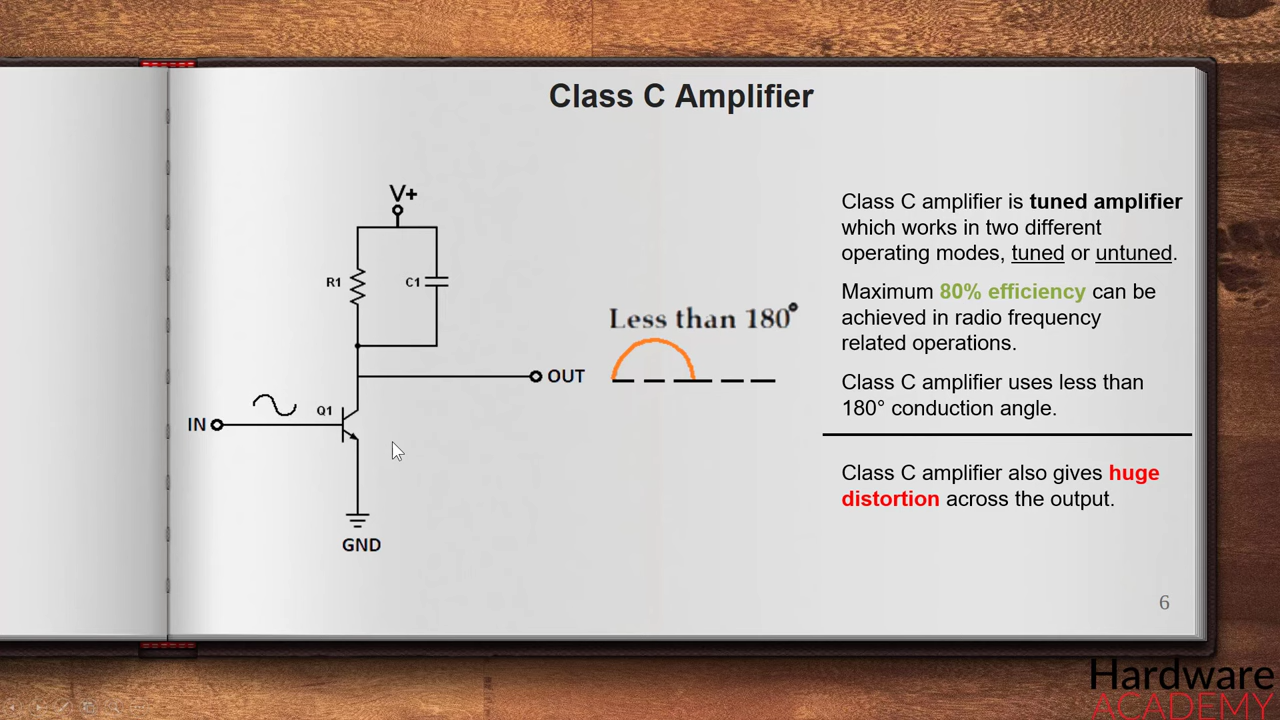 Class C Amplifier
V+
R1
C1
OUT
Q1
IN
GND
Less than 180°
Class C amplifier is tuned amplifier
which works in two different
operating modes, tuned or untuned.
Maximum 80% efficiency can be
achieved in radio frequency
related operations.
Class C amplifier uses less than
180° conduction angle.
Class C amplifier also gives huge
distortion across the output.
6
Hardware
ACADEMY